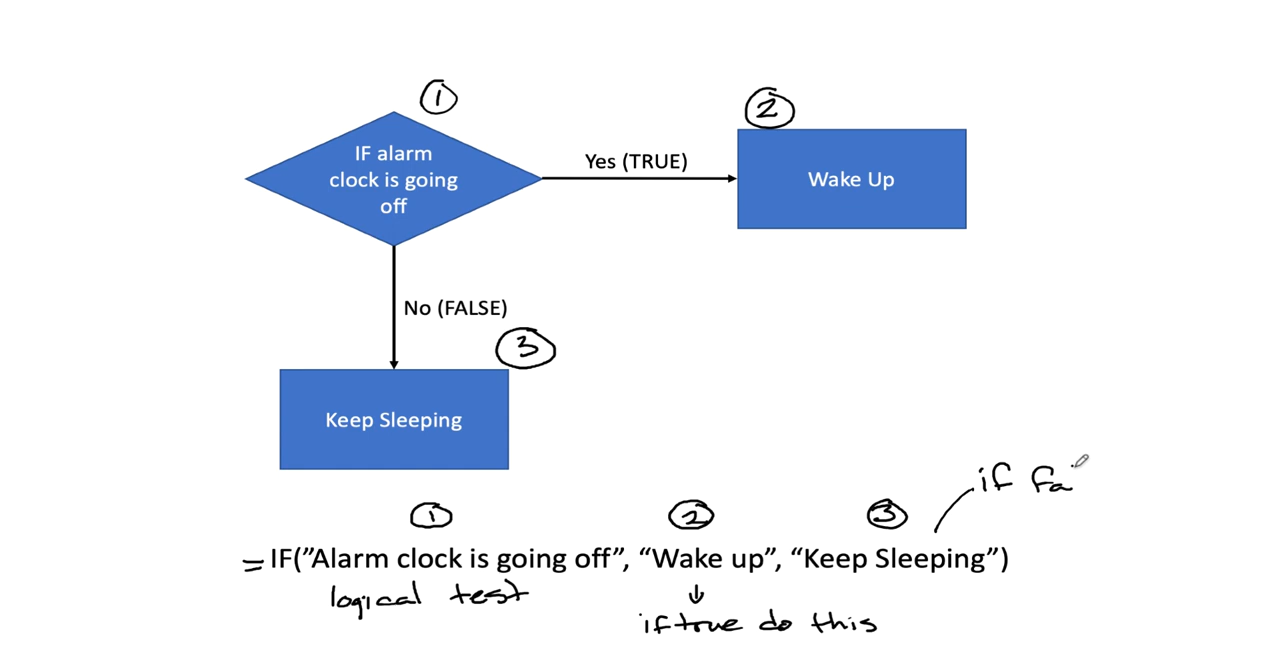 ①
②
IF alarm
clock is going
off
Yes (TRUE)
Wake Up
No (FALSE)
③
Keep Sleeping
if fa
① ② ③
=IF(”Alarm clock is going off”, “Wake up”, “Keep Sleeping”)
logical test
↓
if true do this